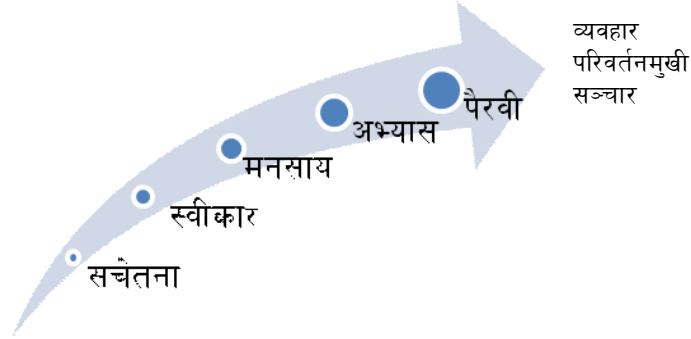 व्यवहार
परिवर्तनमुखी
सञ्चार
पैरवी
अभ्यास
मनसाय
स्वीकार
सचेतना